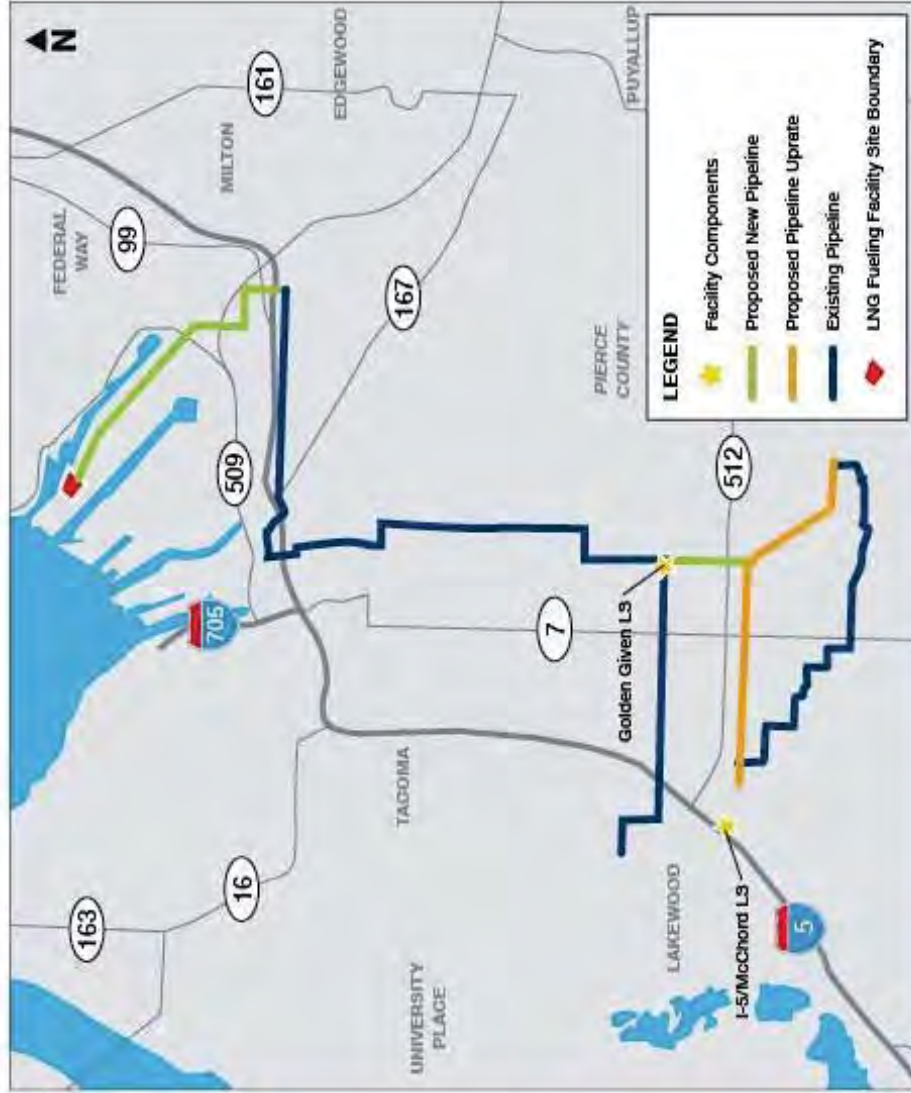 N
FEDERAL
WAY
99
161
MILTON
EDGEWOOD
509
167
705
163
16
TACOMA
7
PIERCE
COUNTY
PUYALLUP
UNIVERSITY
PLACE
Golden Given LS
512
LAKEWOOD
I-5/McChord LS
5
LEGEND
Facility Components
Proposed New Pipeline
Proposed Pipeline Uprate
Existing Pipeline
LNG Fueling Facility Site Boundary